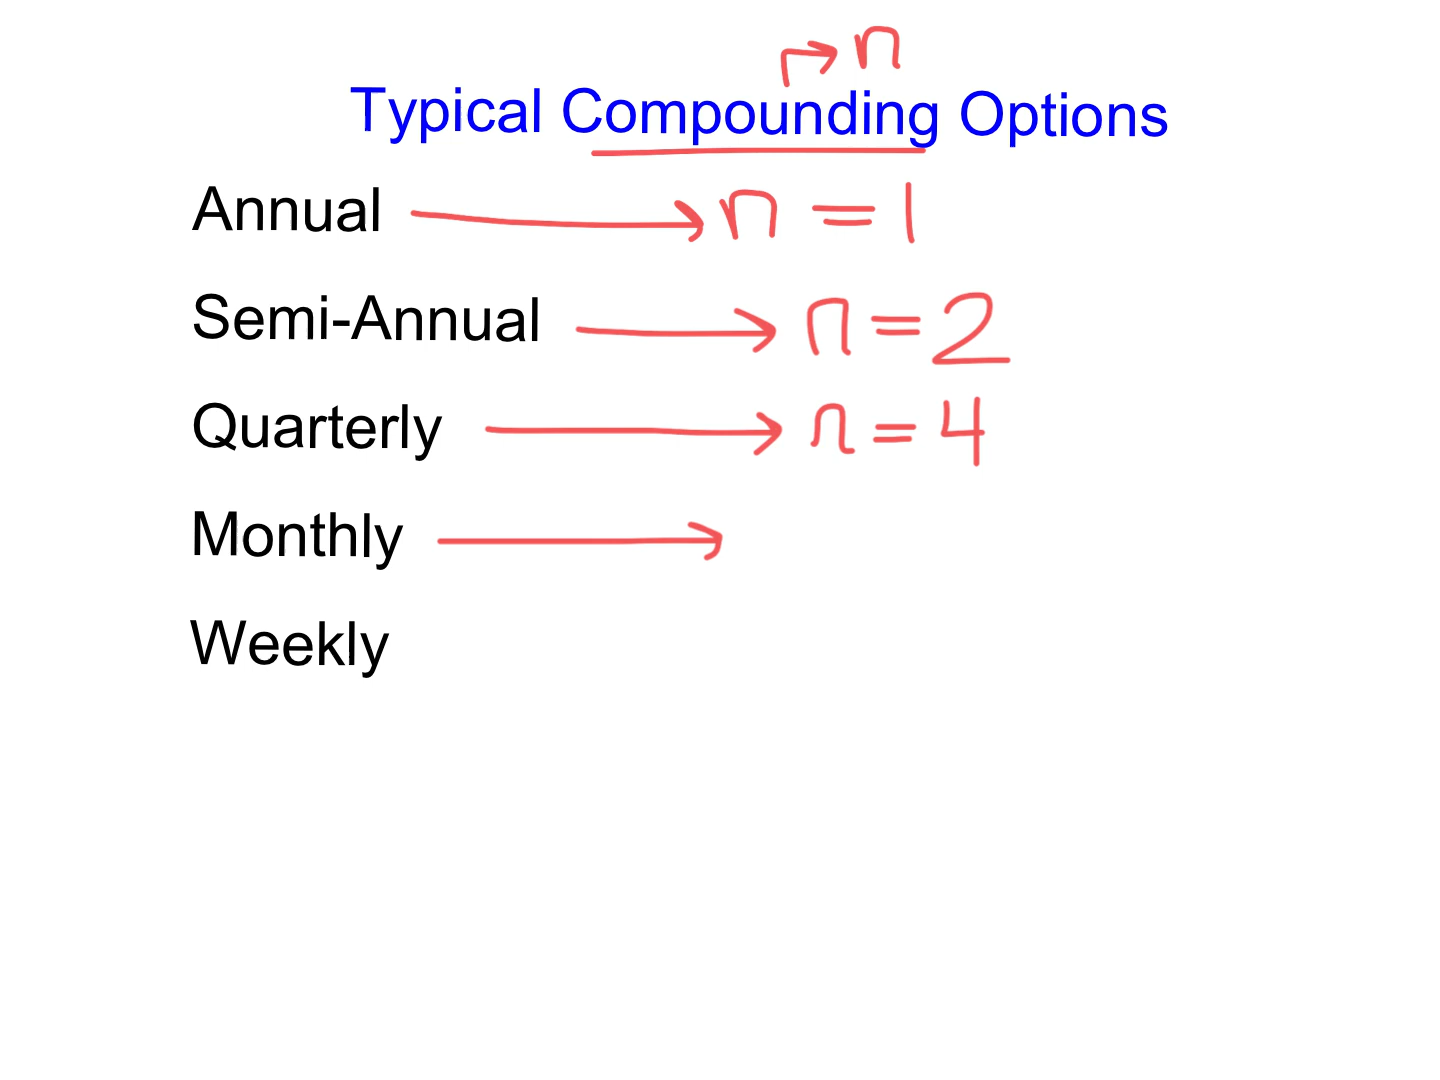 n
Typical Compounding Options
Annual n = 1
Semi-Annual n = 2
Quarterly n = 4
Monthly
Weekly